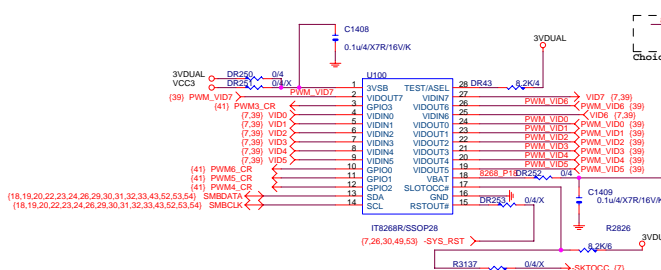 C1408
0.1u/4/X7R/16V/K
3VDUAL
Choic
3VDUAL DR250 0/4
VCC3 DR251 0/4/X
U100
DR43 8.2K/4
1 3VSB TEST/ASEL 28
(39) PWM_VID7 PWM_VID7 2 VIDOUT7 VIDIN7 27 VID7 (7,39)
(41) PWM3_CR 3 GPIO3 VIDOUT6 26 PWM_VID6 PWM_VID6 (39)
(7,39) VID0 4 VIDIN0 VIDIN6 25 VID6 (7,39)
(7,39) VID1 5 VIDIN1 VIDOUT0 24 PWM_VID0 PWM_VID0 (39)
(7,39) VID2 6 VIDIN2 VIDOUT1 23 PWM_VID1 PWM_VID1 (39)
(7,39) VID3 7 VIDIN3 VIDOUT2 22 PWM_VID2 PWM_VID2 (39)
(7,39) VID4 8 VIDIN4 VIDOUT3 21 PWM_VID3 PWM_VID3 (39)
(7,39) VID5 9 VIDIN5 VIDOUT4 20 PWM_VID4 PWM_VID4 (39)
(41) PWM6_CR 10 GPIO0 VIDOUT5 19 PWM_VID5 PWM_VID5 (39)
(41) PWM5_CR 11 GPIO1 VBAT 18 8268_P18 DR252 0/4
(41) PWM4_CR 12 GPIO2 SLOTOCC# 17
(18,19,20,22,23,24,26,29,30,31,32,33,43,52,53,54) SMBDATA 13 SDA GND 16
(18,19,20,22,23,24,26,29,30,31,32,33,43,52,53,54) SMBCLK 14 SCL RSTOUT# 15 DR253 0/4/X
C1409
0.1u/4/X7R/16V/K
IT8268R/SSOP28
R2826
(7,26,30,49,53) -SYS_RST
8.2K/6 3VDU
R3137 0/4/X -SKTOCC (7)